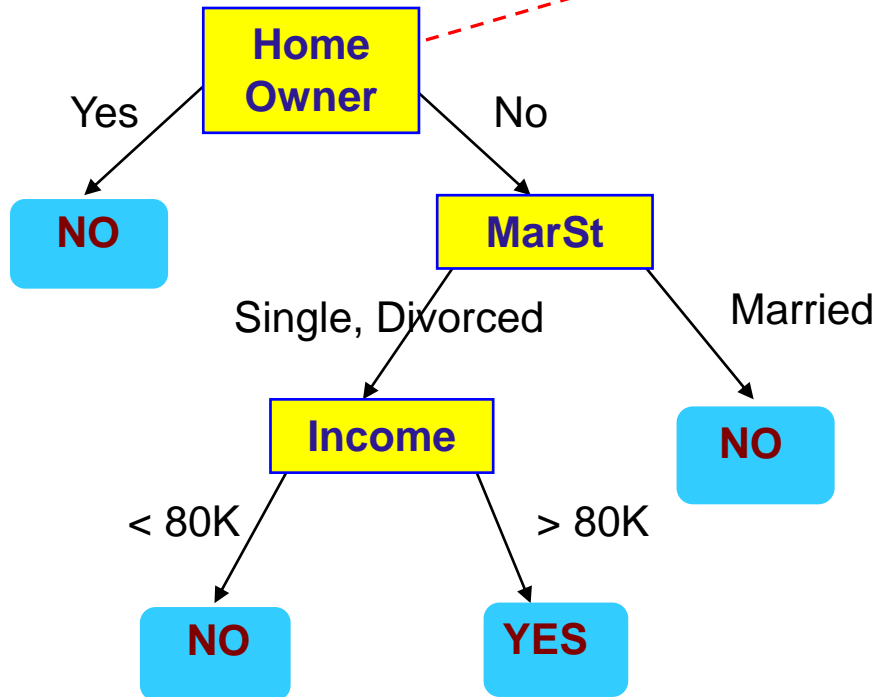 Home
Owner
Yes
No
NO
MarSt
Single, Divorced
Married
Income
NO
< 80K
> 80K
NO
YES